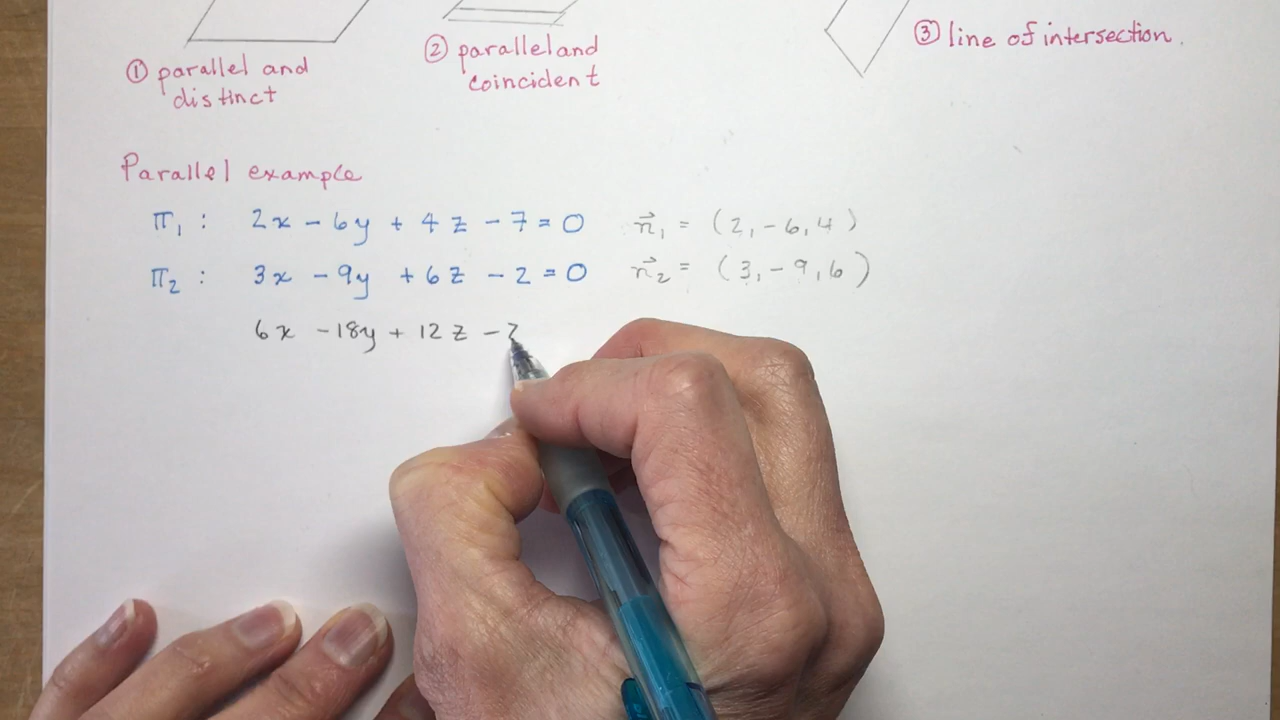 ① parallel and
distinct
② parallel and
coincident
③ line of intersection.
Parallel example
π₁ : 2x - 6y + 4z - 7 = 0 n⃗₁ = (2, -6, 4)
π₂ : 3x - 9y + 6z - 2 = 0 n⃗₂ = (3, -9, 6)
6x - 18y + 12z -